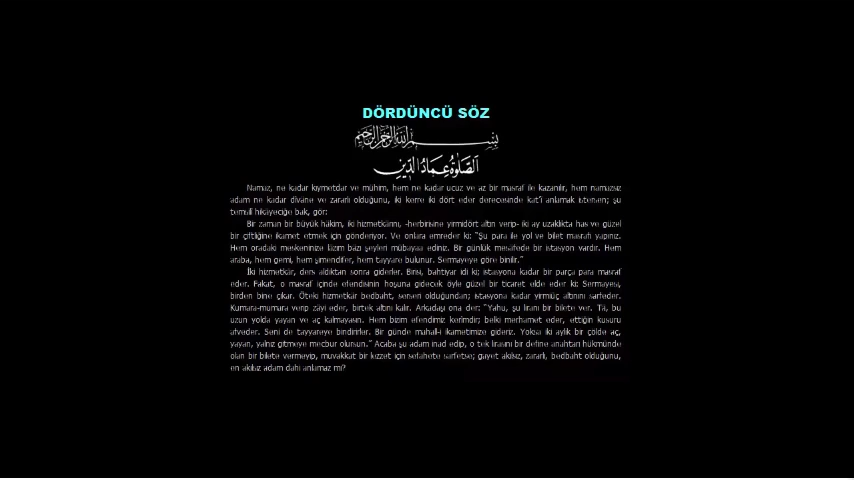 DÖRDÜNCÜ SÖZ
بِسْمِ اللّٰهِ الرَّحْمٰنِ الرَّحِيمِ
اَلصَّلٰوةُ عِمَادُ الدِّينِ
Namaz, ne kadar kıymetdar ve mühim, hem ne kadar ucuz ve az bir masraf ile kazanılır, hem namazsız
adam ne kadar divane ve zararlı olduğunu, iki kerre iki dört eder derecesinde kat'î anlamak istersen; şu
temsilî hikâyeciğe bak, gör:
Bir zaman bir büyük hâkim, iki hizmetkârını, -herbirisine yirmidört altın verip- iki ay uzaklıkta has ve güzel
bir çiftliğine ikamet etmek için gönderiyor. Ve onlara emreder ki: "Şu para ile yol ve bilet masrafı yapınız.
Hem oradaki meskeninize lâzım bâzı şeyleri mübayaa ediniz. Bir günlük mesafede bir istasyon vardır. Hem
araba, hem gemi, hem şimendifer, hem tayyare bulunur. Sermayeye göre binilir."
İki hizmetkâr, ders aldıktan sonra giderler. Birisi, bahtiyar idi ki; istasyona kadar bir parça para masraf
eder. Fakat, o masraf içinde efendisinin hoşuna gidecek öyle güzel bir ticaret elde eder ki: Sermayesi,
birden bine çıkar. Öteki hizmetkâr bedbaht, serseri olduğundan; istasyona kadar yirmiüç altınını sarfeder.
Kumara-mumara verip zâyi eder, birtek altını kalır. Arkadaşı ona der: "Yahu, şu liranı bir bilete ver. Tâ, bu
uzun yolda yayan ve aç kalmayasın. Hem bizim efendimiz kerîmdir; belki merhamet eder, ettiğin kusuru
afveder. Seni de tayyareye bindirirler. Bir günde mahall-i ikametimize gideriz. Yoksa iki aylık bir çölde aç,
yayan, yalnız gitmeye mecbur olursun." Acaba şu adam inad edip, o tek lirasını bir define anahtarı hükmünde
olan bir bilete vermeyip, muvakkat bir lezzet için sefahete sarfetse; gayet akılsız, zararlı, bedbaht olduğunu,
en akılsız adam dahi anlamaz mı?